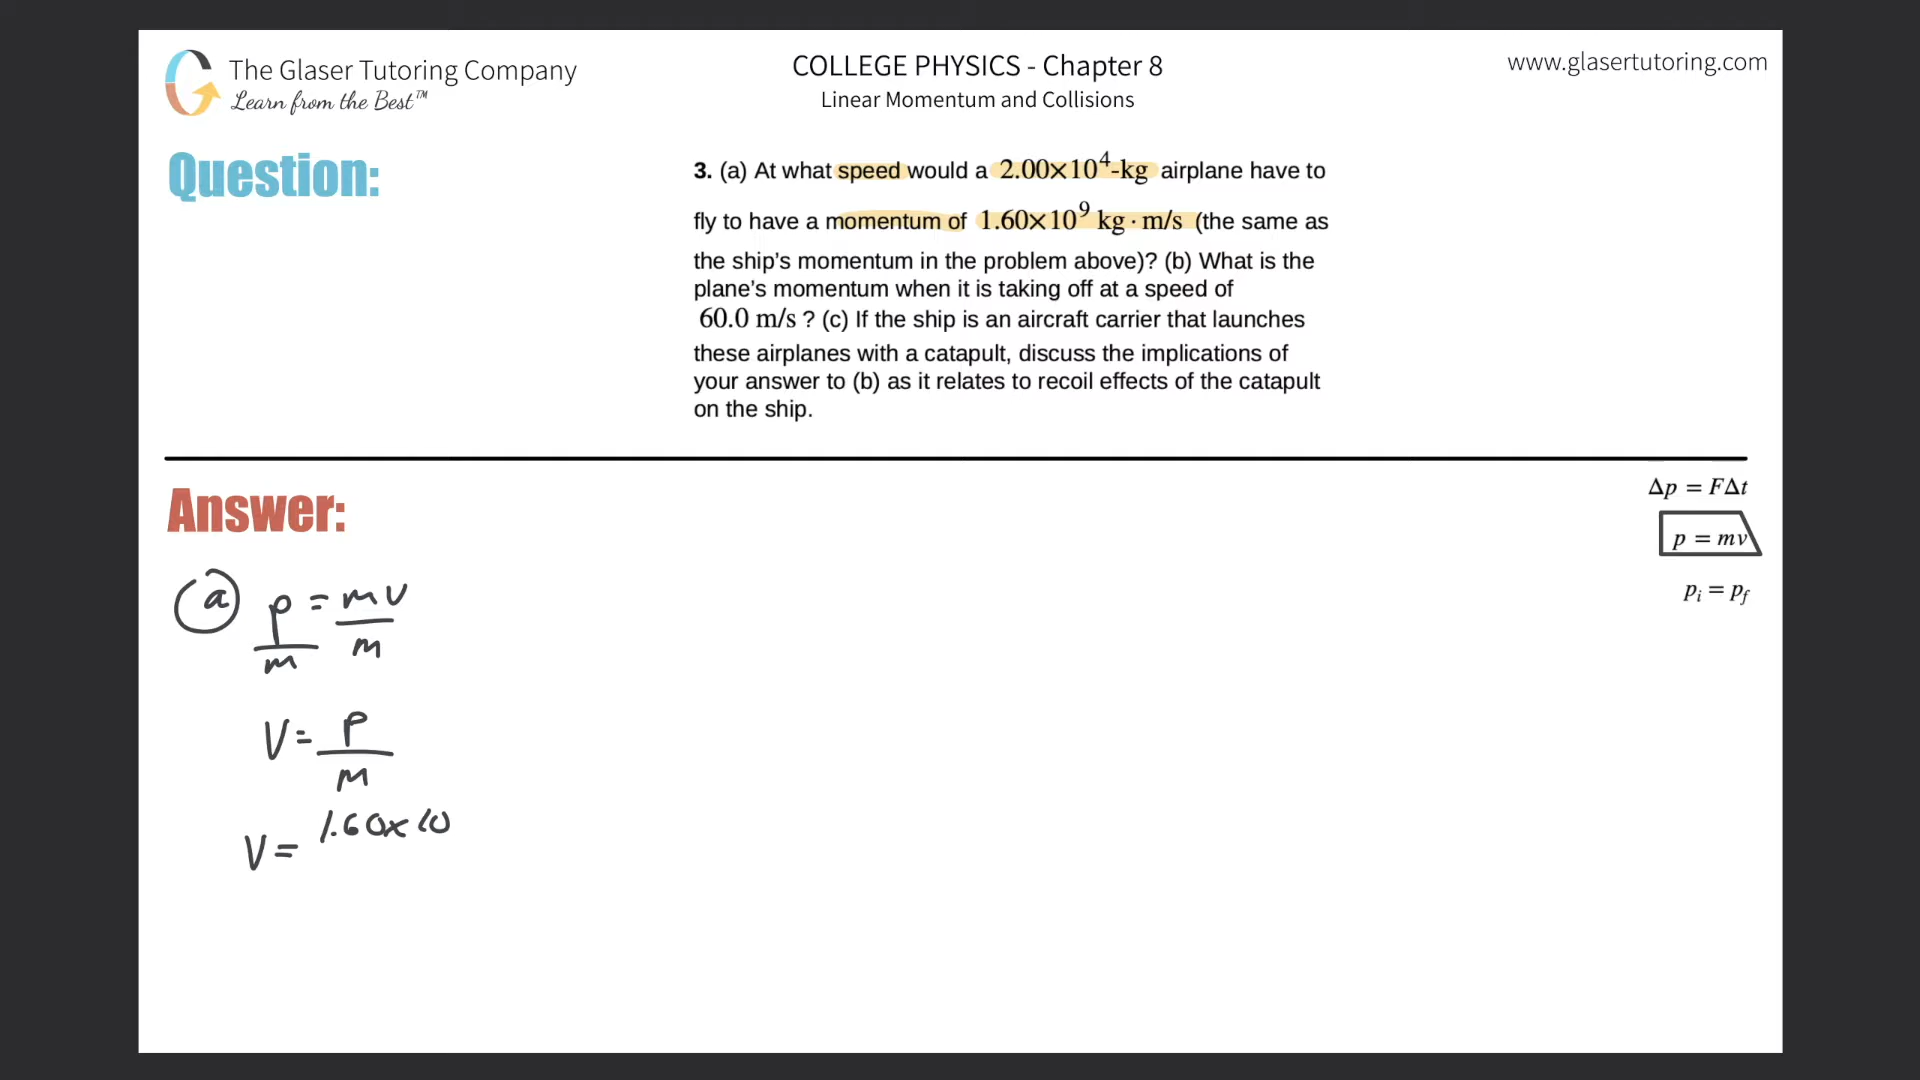 The Glaser Tutoring Company
Learn from the Best™
COLLEGE PHYSICS - Chapter 8
Linear Momentum and Collisions
www.glasertutoring.com
Question:
3. (a) At what speed would a 2.00×10⁴-kg airplane have to
fly to have a momentum of 1.60×10⁹ kg · m/s (the same as
the ship's momentum in the problem above)? (b) What is the
plane's momentum when it is taking off at a speed of
60.0 m/s ? (c) If the ship is an aircraft carrier that launches
these airplanes with a catapult, discuss the implications of
your answer to (b) as it relates to recoil effects of the catapult
on the ship.
Answer:
Δp = FΔt
p = mv
pᵢ = p_f
(a) p = mv
m m
V = P
m
V = 1.60x10